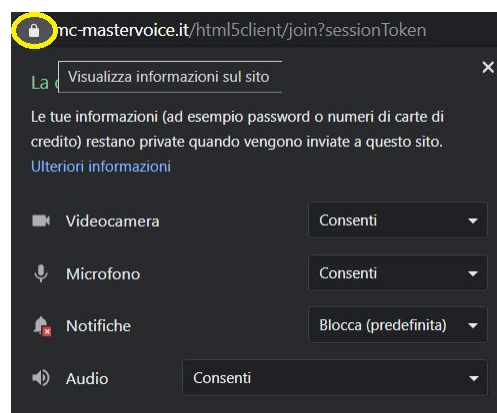 mc-mastervoice.it/html5client/join?sessionToken
La
Visualizza informazioni sul sito
Le tue informazioni (ad esempio password o numeri di carte di
credito) restano private quando vengono inviate a questo sito.
Ulteriori informazioni
Videocamera Consenti
Microfono Consenti
Notifiche Blocca (predefinita)
Audio Consenti